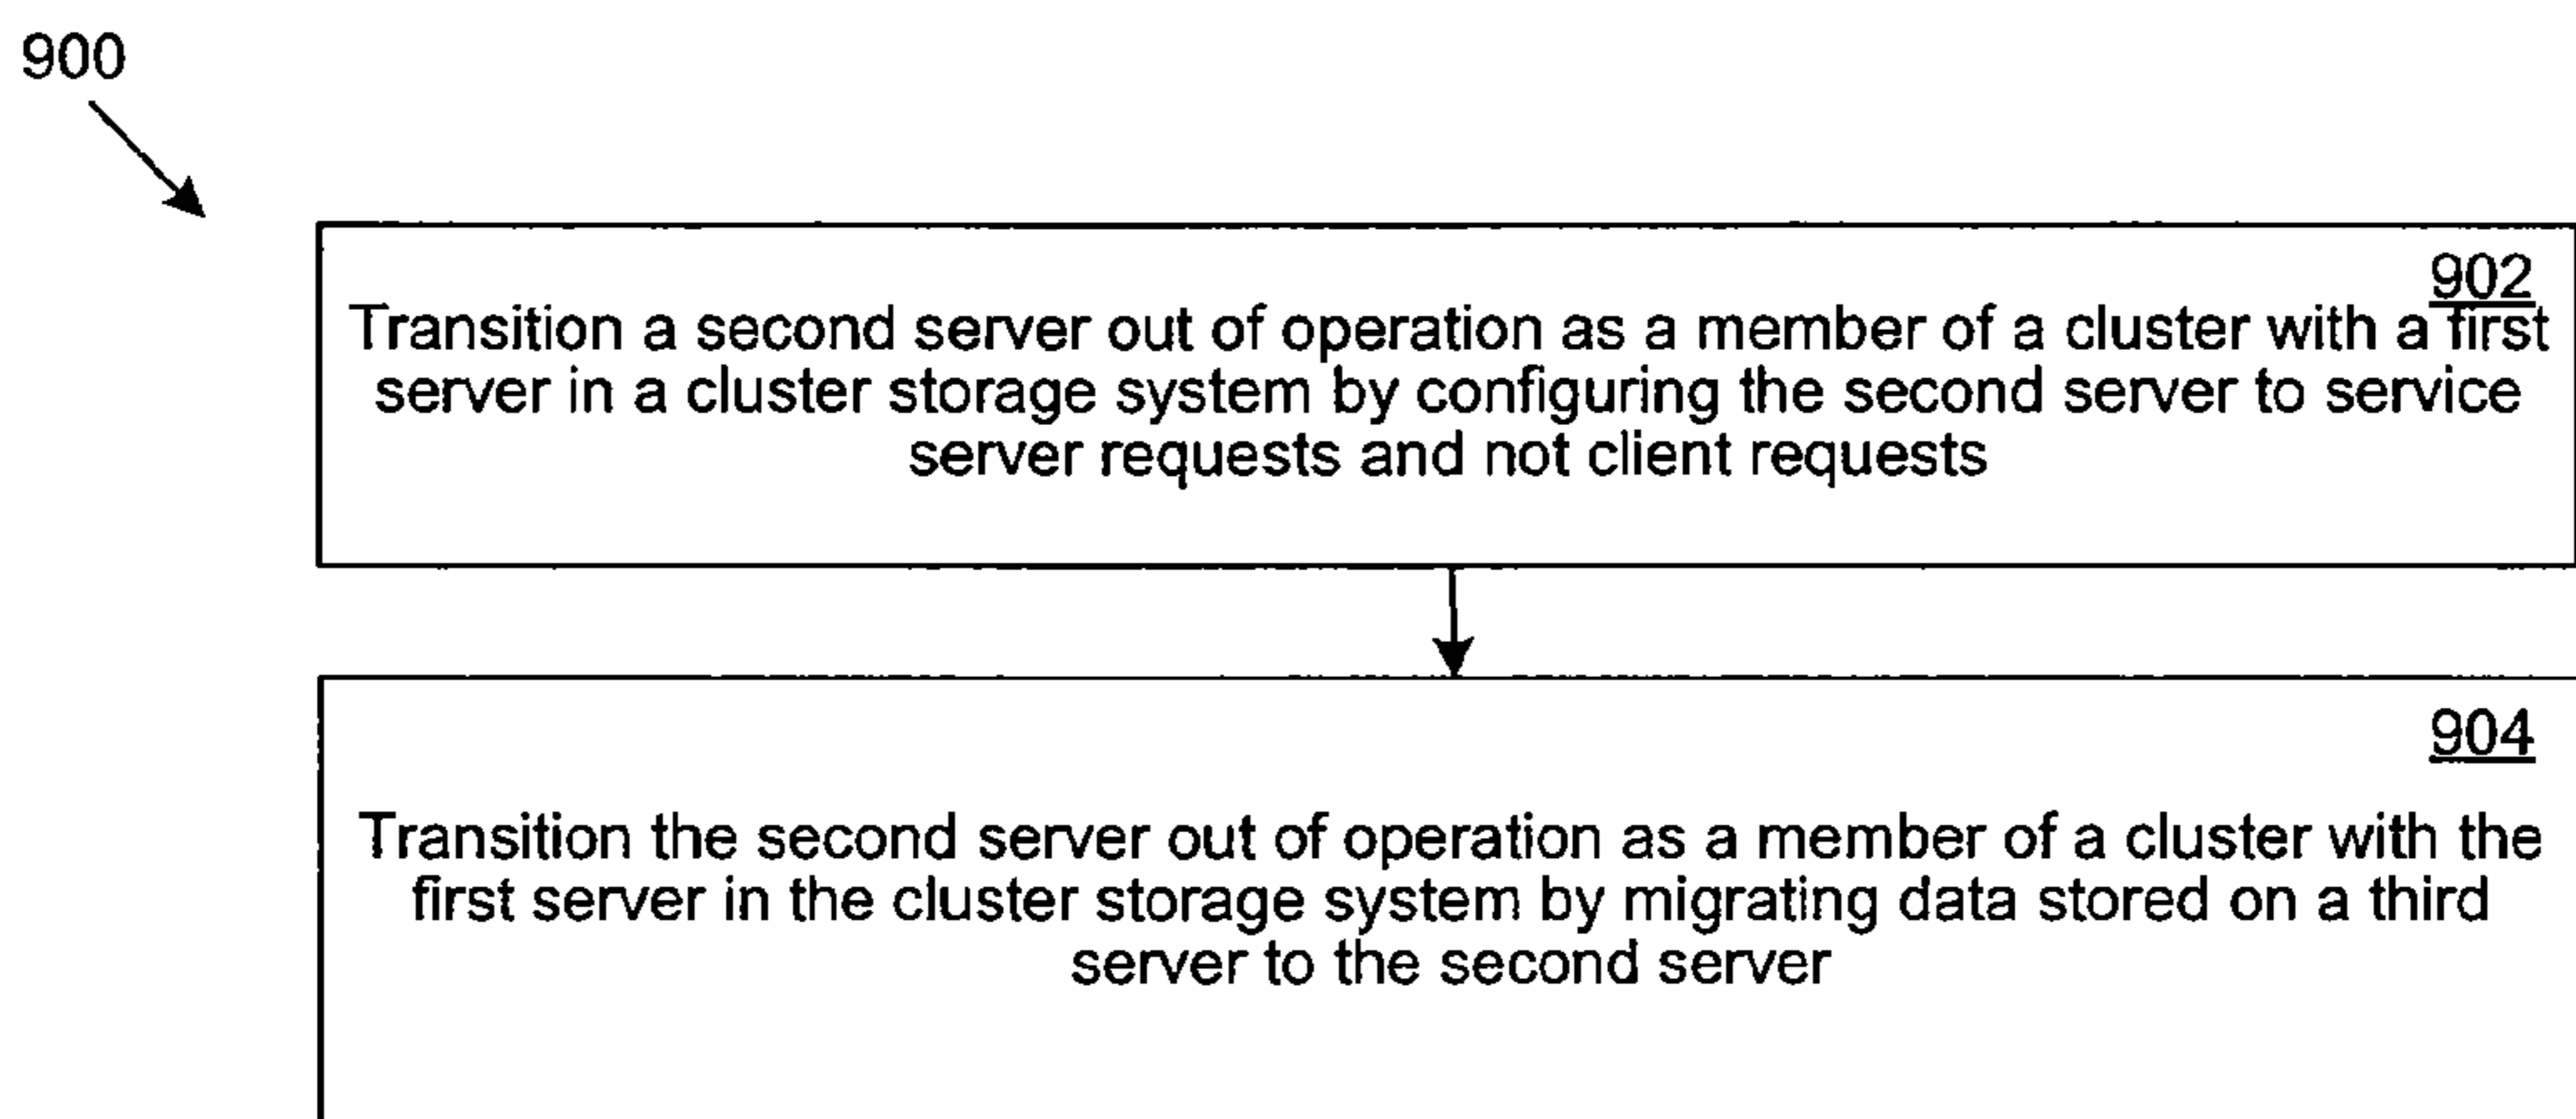 900
902
Transition a second server out of operation as a member of a cluster with a first
server in a cluster storage system by configuring the second server to service
server requests and not client requests
904
Transition the second server out of operation as a member of a cluster with the
first server in the cluster storage system by migrating data stored on a third
server to the second server